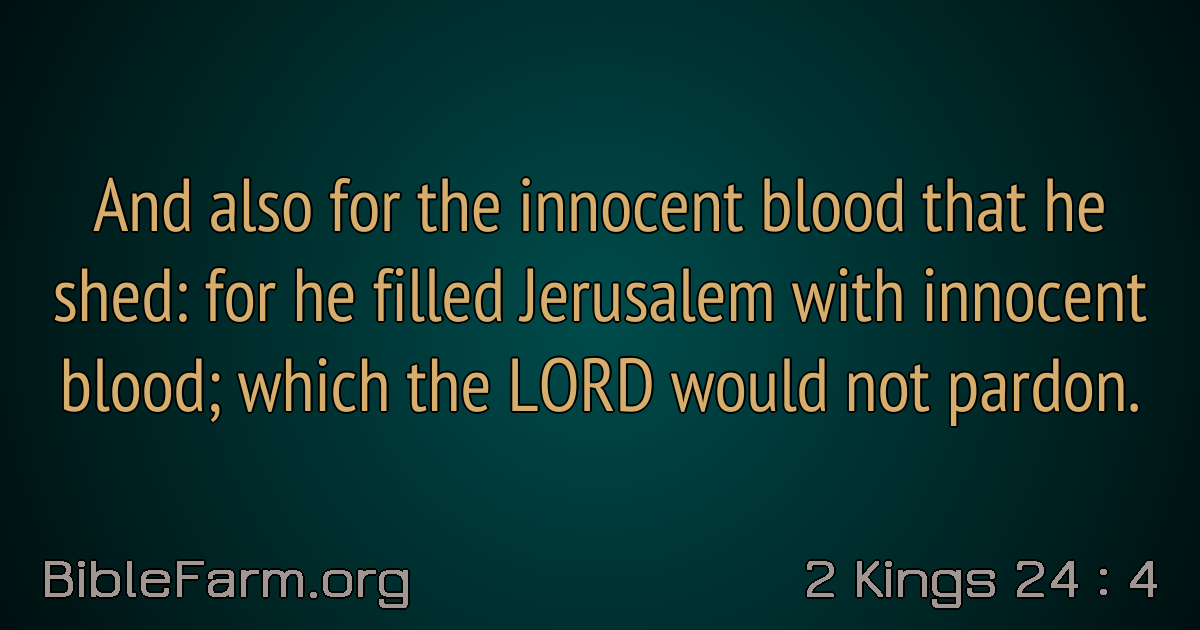 And also for the innocent blood that he
shed: for he filled Jerusalem with innocent
blood; which the LORD would not pardon.
BibleFarm.org
2 Kings 24 : 4